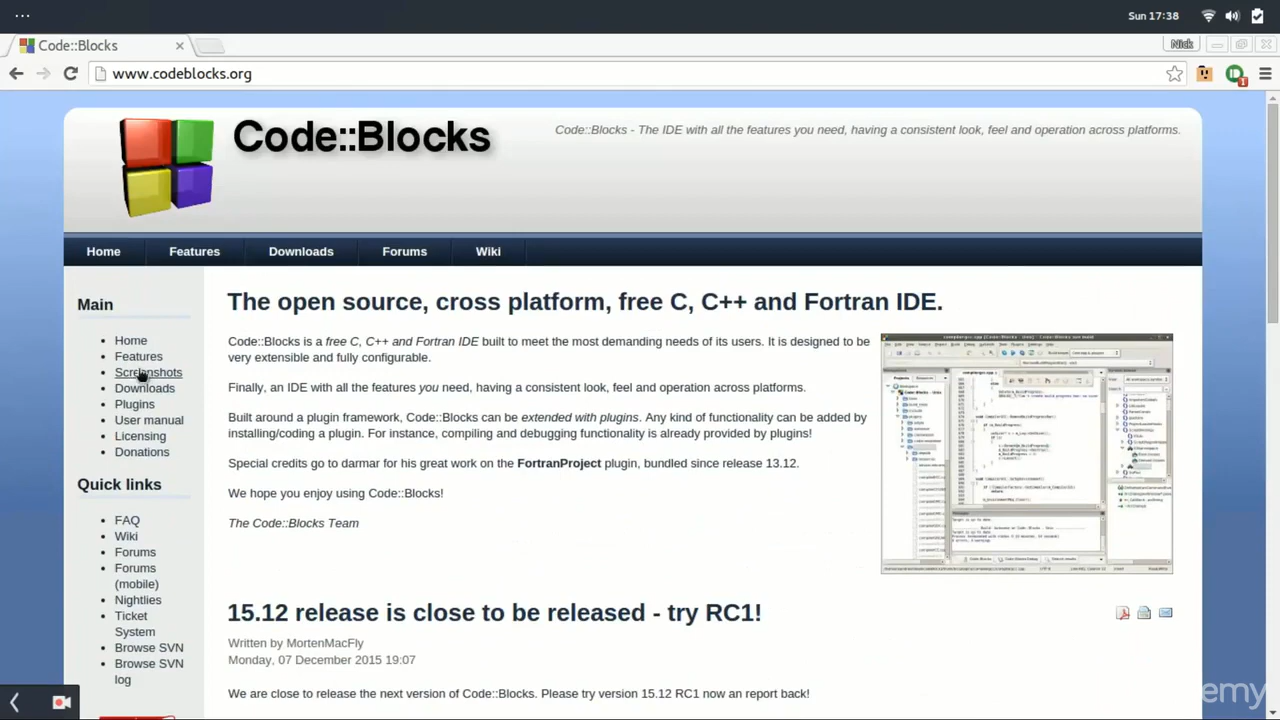 ...
Sun 17:38
Code::Blocks
Nick
www.codeblocks.org
1
Code::Blocks
Code::Blocks - The IDE with all the features you need, having a consistent look, feel and operation across platforms.
Home Features Downloads Forums Wiki
Main
Home
Features
Screenshots
Downloads
Plugins
User manual
Licensing
Donations
Quick links
FAQ
Wiki
Forums
Forums
(mobile)
Nightlies
Ticket
System
Browse SVN
Browse SVN
log
The open source, cross platform, free C, C++ and Fortran IDE.
Code::Blocks is a free C, C++ and Fortran IDE built to meet the most demanding needs of its users. It is designed to be
very extensible and fully configurable.
Finally, an IDE with all the features you need, having a consistent look, feel and operation across platforms.
Built around a plugin framework, Code::Blocks can be extended with plugins. Any kind of functionality can be added by
installing/coding a plugin. For instance, compiling and debugging functionality is already provided by plugins!
Special credits go to darmar for his great work on the FortranProject plugin, bundled since release 13.12.
We hope you enjoy using Code::Blocks!
The Code::Blocks Team
15.12 release is close to be released - try RC1!
Written by MortenMacFly
Monday, 07 December 2015 19:07
We are close to release the next version of Code::Blocks. Please try version 15.12 RC1 now an report back!
emy